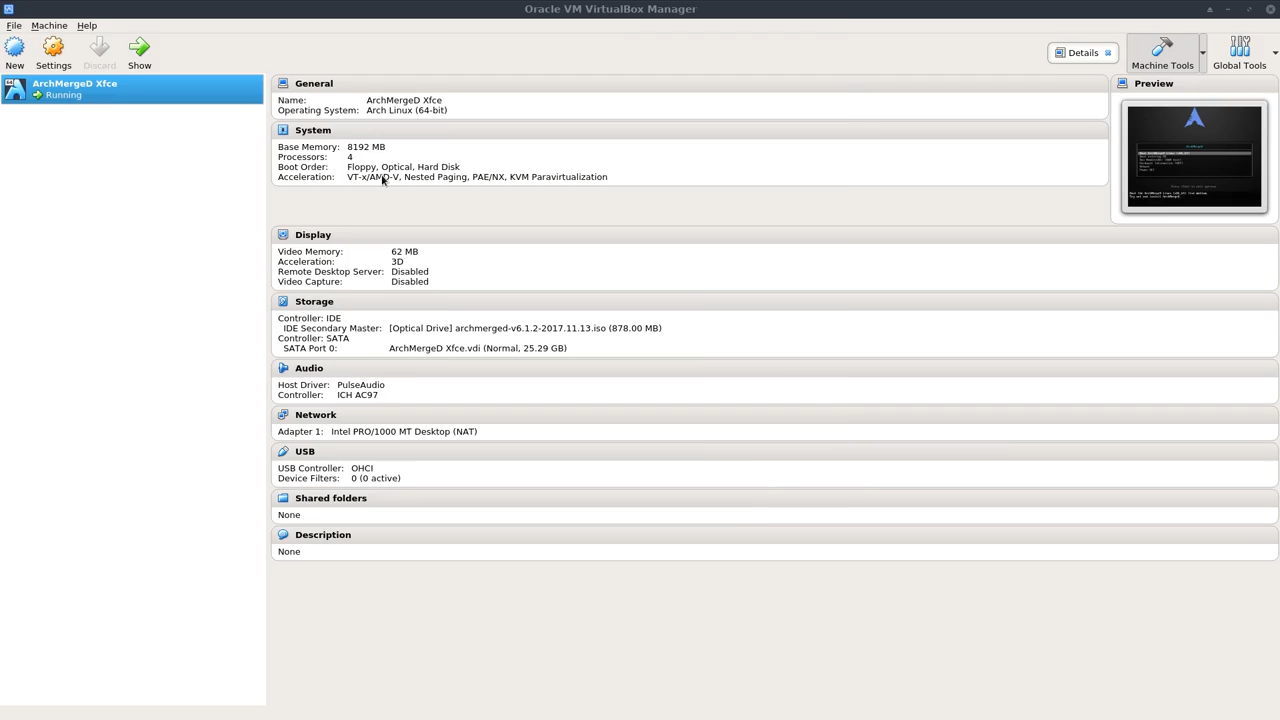 Oracle VM VirtualBox Manager
File Machine Help
New Settings Discard Show
Details Machine Tools Global Tools
ArchMergeD Xfce
Running
General
Name: ArchMergeD Xfce
Operating System: Arch Linux (64-bit)
System
Base Memory: 8192 MB
Processors: 4
Boot Order: Floppy, Optical, Hard Disk
Acceleration: VT-x/AMD-V, Nested Paging, PAE/NX, KVM Paravirtualization
Preview
Display
Video Memory: 62 MB
Acceleration: 3D
Remote Desktop Server: Disabled
Video Capture: Disabled
Storage
Controller: IDE
IDE Secondary Master: [Optical Drive] archmerged-v6.1.2-2017.11.13.iso (878.00 MB)
Controller: SATA
SATA Port 0: ArchMergeD Xfce.vdi (Normal, 25.29 GB)
Audio
Host Driver: PulseAudio
Controller: ICH AC97
Network
Adapter 1: Intel PRO/1000 MT Desktop (NAT)
USB
USB Controller: OHCI
Device Filters: 0 (0 active)
Shared folders
None
Description
None